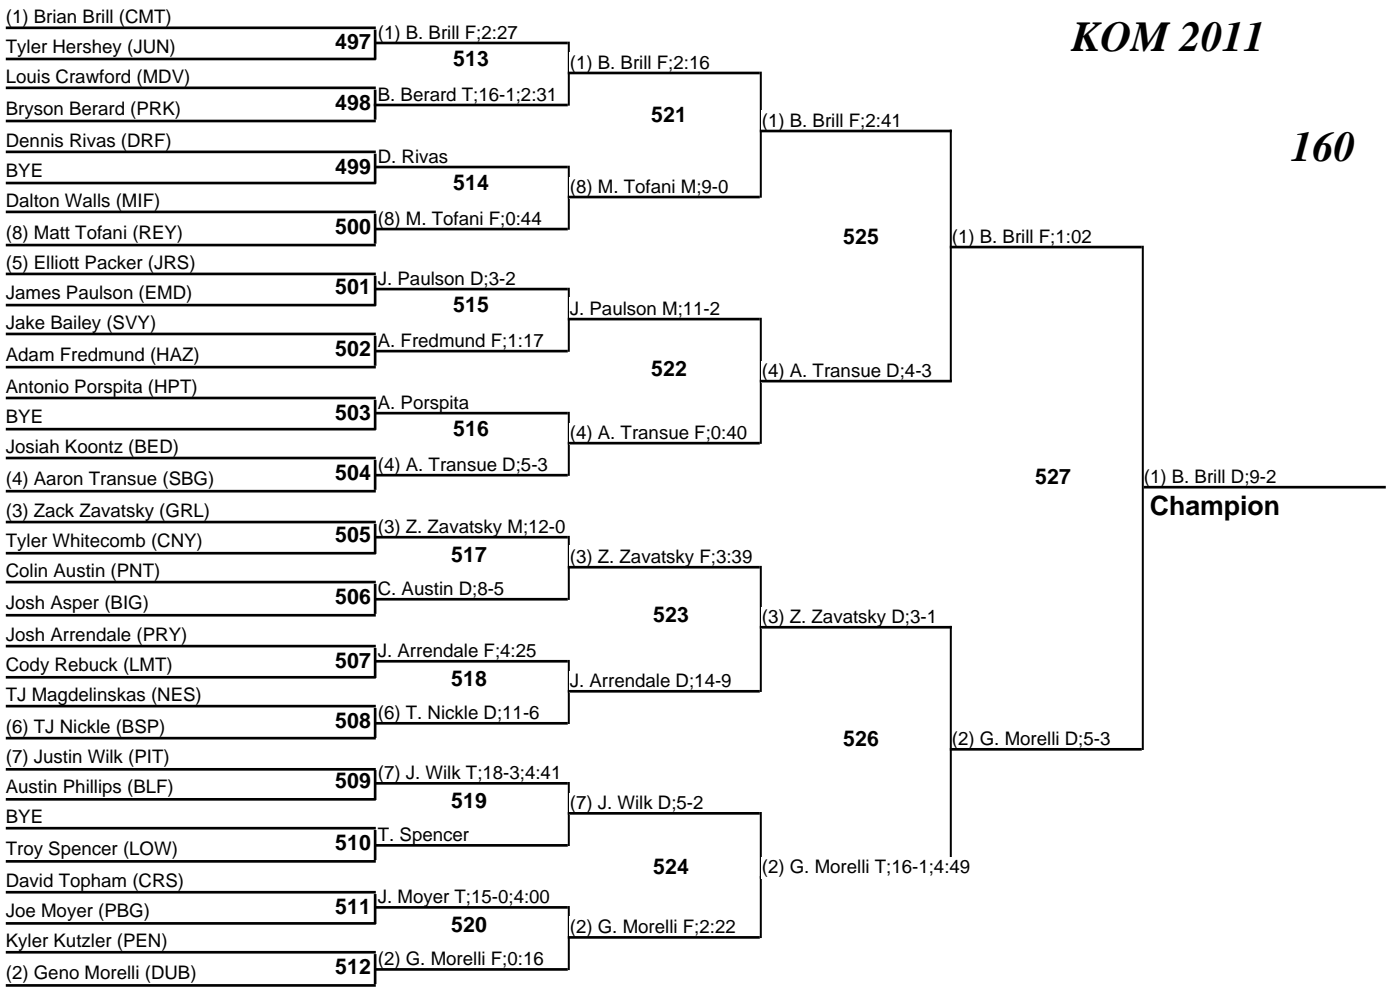 KOM 2011
160
(1) Brian Brill (CMT)
Tyler Hershey (JUN)
Louis Crawford (MDV)
Bryson Berard (PRK)
Dennis Rivas (DRF)
BYE
Dalton Walls (MIF)
(8) Matt Tofani (REY)
(5) Elliott Packer (JRS)
James Paulson (EMD)
Jake Bailey (SVY)
Adam Fredmund (HAZ)
Antonio Porspita (HPT)
BYE
Josiah Koontz (BED)
(4) Aaron Transue (SBG)
(3) Zack Zavatsky (GRL)
Tyler Whitecomb (CNY)
Colin Austin (PNT)
Josh Asper (BIG)
Josh Arrendale (PRY)
Cody Rebuck (LMT)
TJ Magdelinskas (NES)
(6) TJ Nickle (BSP)
(7) Justin Wilk (PIT)
Austin Phillips (BLF)
BYE
Troy Spencer (LOW)
David Topham (CRS)
Joe Moyer (PBG)
Kyler Kutzler (PEN)
(2) Geno Morelli (DUB)
497
498
499
500
501
502
503
504
505
506
507
508
509
510
511
512
(1) B. Brill F;2:27
B. Berard T;16-1;2:31
D. Rivas
(8) M. Tofani F;0:44
J. Paulson D;3-2
A. Fredmund F;1:17
A. Porspita
(4) A. Transue D;5-3
(3) Z. Zavatsky M;12-0
C. Austin D;8-5
J. Arrendale F;4:25
(6) T. Nickle D;11-6
(7) J. Wilk T;18-3;4:41
T. Spencer
J. Moyer T;15-0;4:00
(2) G. Morelli F;0:16
513
514
515
516
517
518
519
520
(1) B. Brill F;2:16
(8) M. Tofani M;9-0
J. Paulson M;11-2
(4) A. Transue F;0:40
(3) Z. Zavatsky F;3:39
J. Arrendale D;14-9
(7) J. Wilk D;5-2
(2) G. Morelli F;2:22
521
522
523
524
(1) B. Brill F;2:41
(4) A. Transue D;4-3
(3) Z. Zavatsky D;3-1
(2) G. Morelli T;16-1;4:49
525
526
(1) B. Brill F;1:02
(2) G. Morelli D;5-3
527
(1) B. Brill D;9-2
Champion